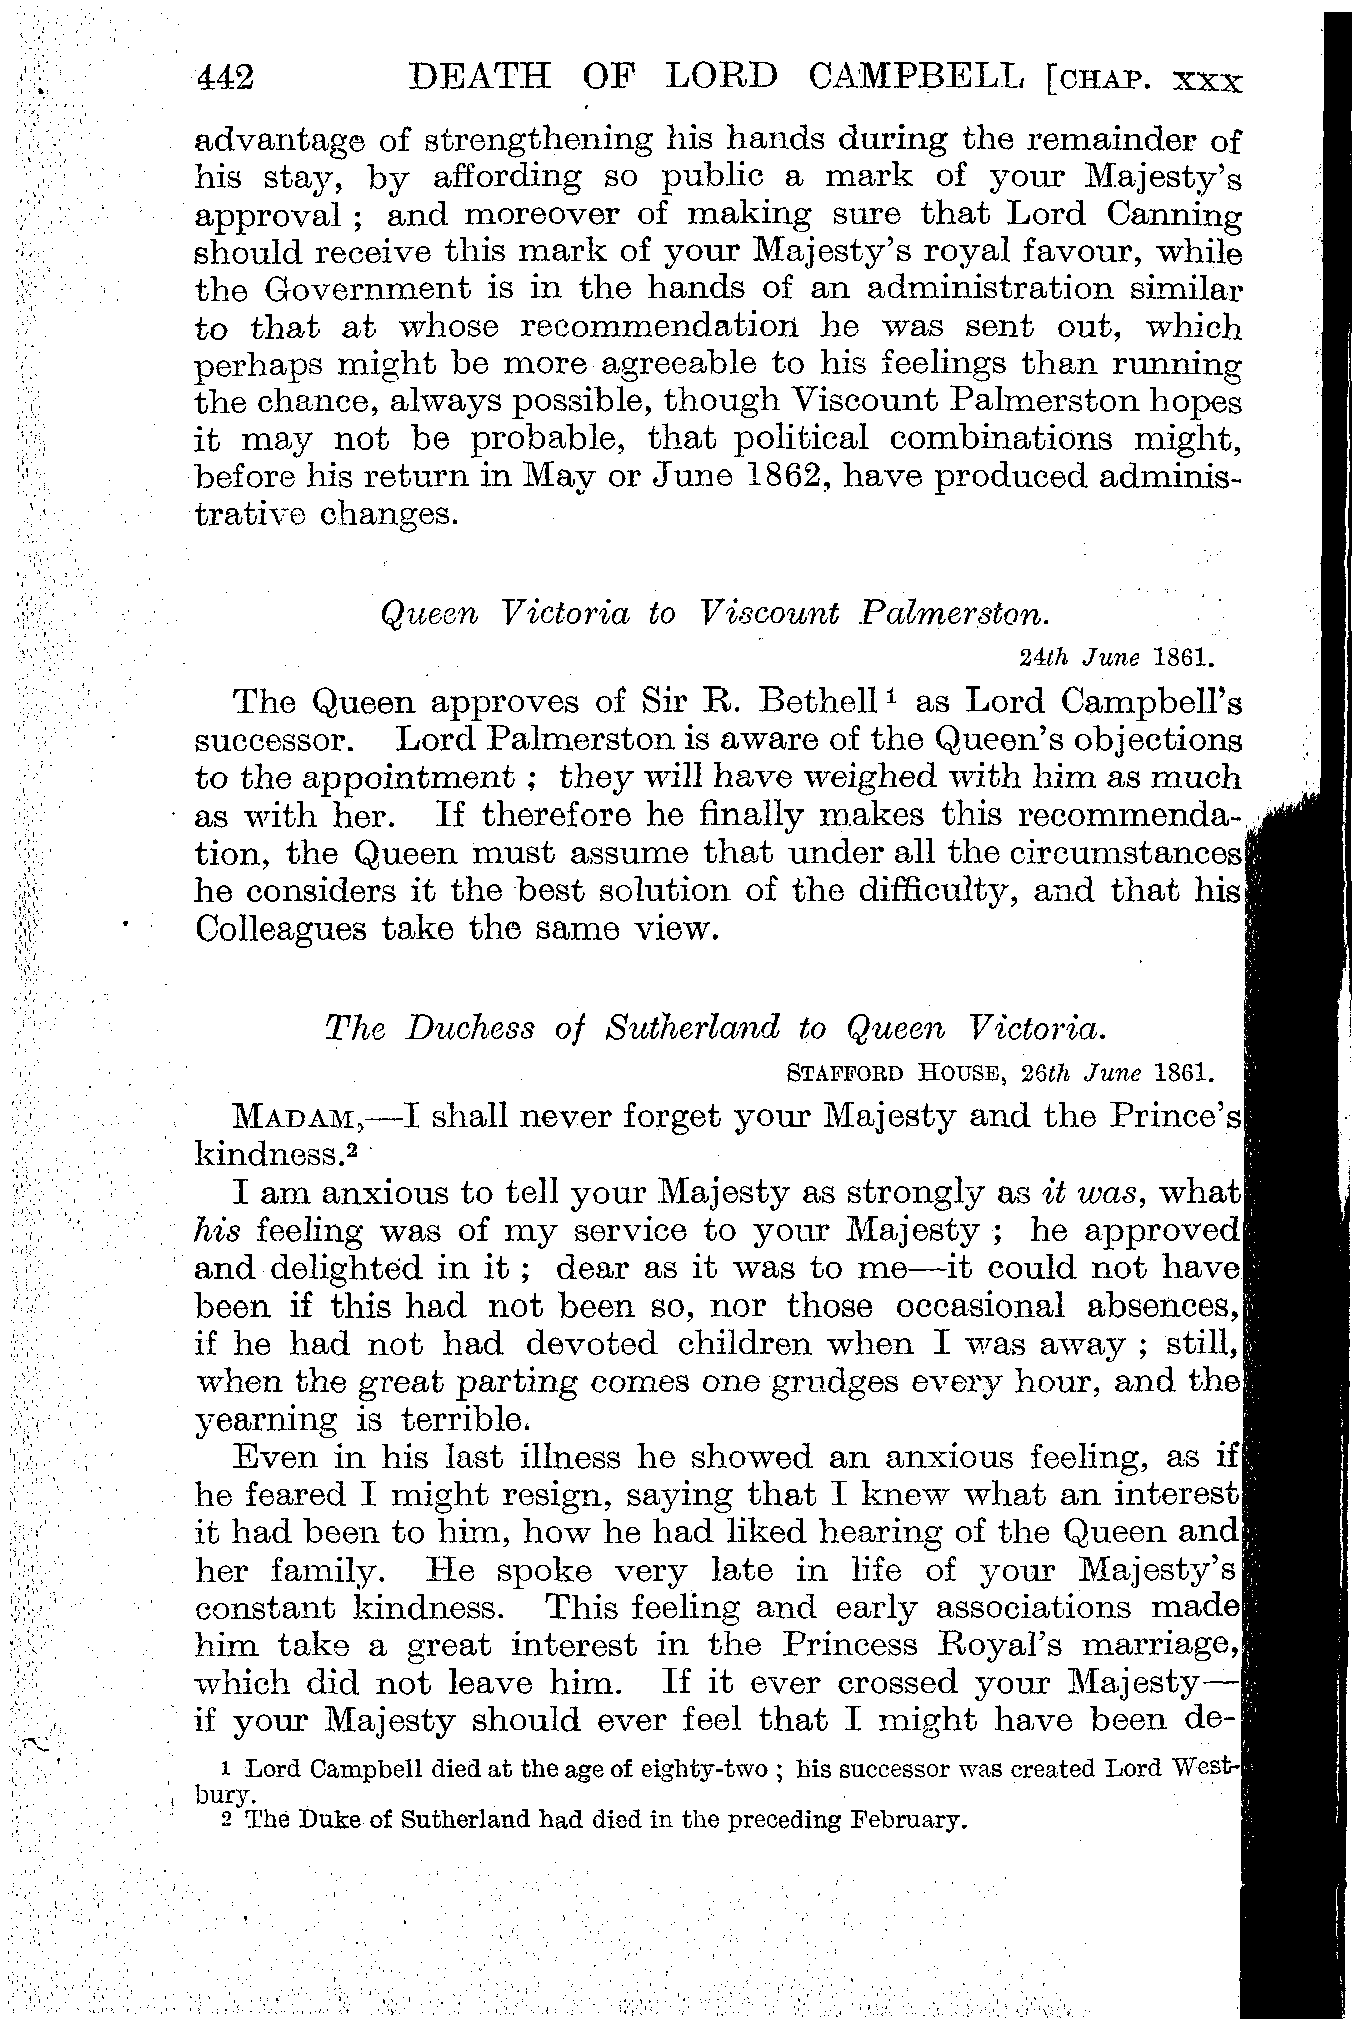 442 DEATH OF LORD CAMPBELL [CHAP. XXX
advantage of strengthening his hands during the remainder of
his stay, by affording so public a mark of your Majesty's
approval ; and moreover of making sure that Lord Canning
should receive this mark of your Majesty's royal favour, while
the Government is in the hands of an administration similar
to that at whose recommendation he was sent out, which
perhaps might be more agreeable to his feelings than running
the chance, always possible, though Viscount Palmerston hopes
it may not be probable, that political combinations might,
before his return in May or June 1862, have produced adminis-
trative changes.
Queen Victoria to Viscount Palmerston.
24th June 1861.
The Queen approves of Sir R. Bethell¹ as Lord Campbell's
successor. Lord Palmerston is aware of the Queen's objections
to the appointment ; they will have weighed with him as much
as with her. If therefore he finally makes this recommenda-
tion, the Queen must assume that under all the circumstances
he considers it the best solution of the difficulty, and that his
Colleagues take the same view.
The Duchess of Sutherland to Queen Victoria.
STAFFORD HOUSE, 26th June 1861.
MADAM,—I shall never forget your Majesty and the Prince's
kindness.²
I am anxious to tell your Majesty as strongly as it was, what
his feeling was of my service to your Majesty ; he approved
and delighted in it ; dear as it was to me—it could not have
been if this had not been so, nor those occasional absences,
if he had not had devoted children when I was away ; still,
when the great parting comes one grudges every hour, and the
yearning is terrible.
Even in his last illness he showed an anxious feeling, as if
he feared I might resign, saying that I knew what an interest
it had been to him, how he had liked hearing of the Queen and
her family. He spoke very late in life of your Majesty's
constant kindness. This feeling and early associations made
him take a great interest in the Princess Royal's marriage,
which did not leave him. If it ever crossed your Majesty—
if your Majesty should ever feel that I might have been de-
1 Lord Campbell died at the age of eighty-two ; his successor was created Lord West-
bury.
2 The Duke of Sutherland had died in the preceding February.